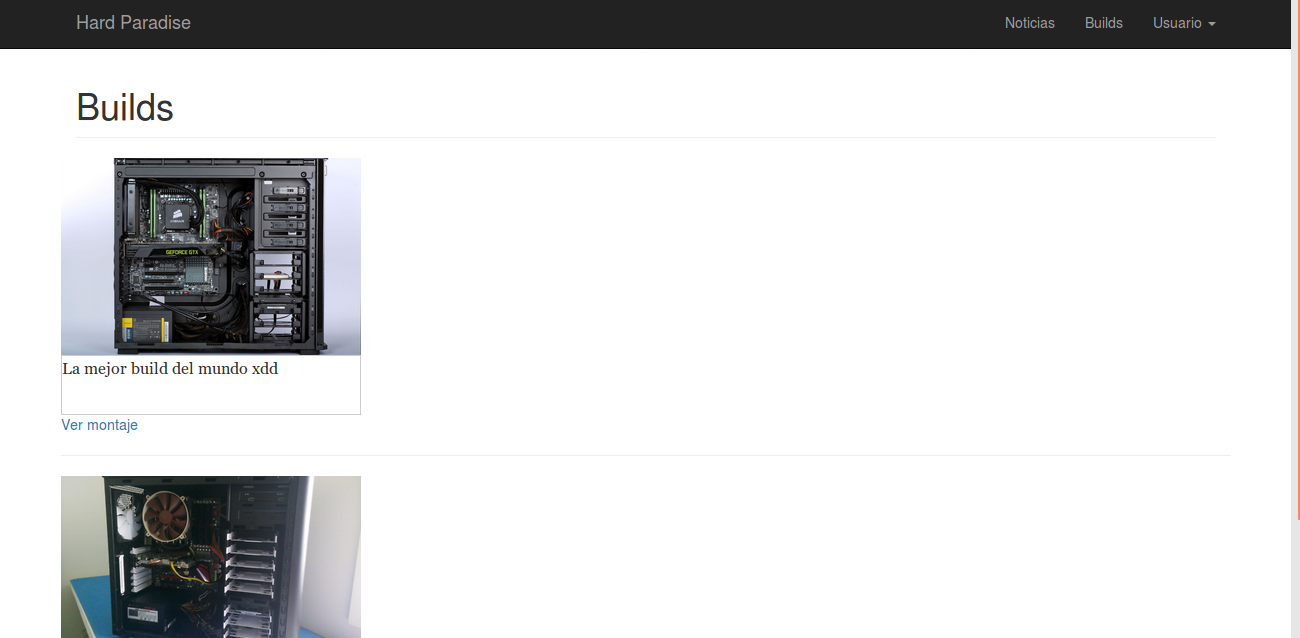 Hard Paradise
Noticias Builds Usuario
Builds
GEFORCE GTX
La mejor build del mundo xdd
Ver montaje